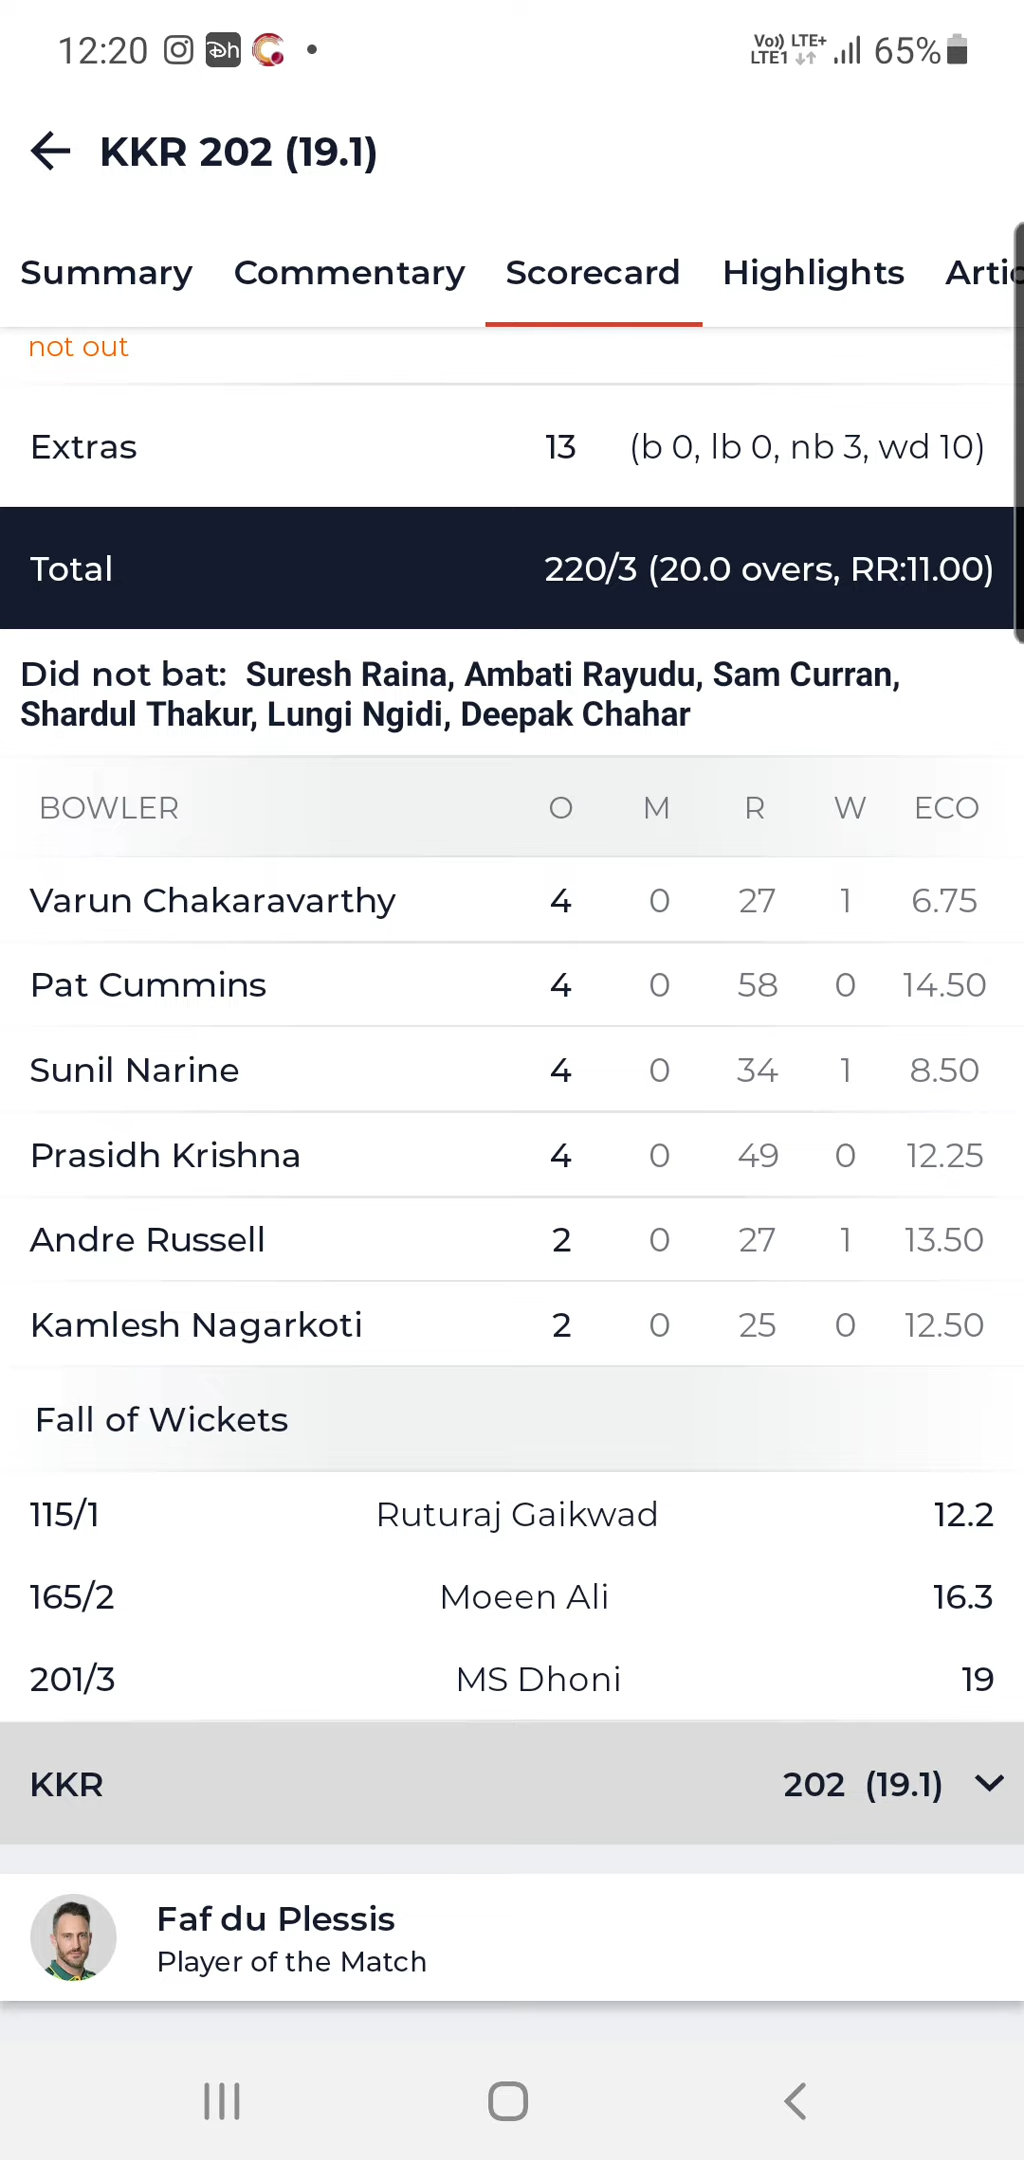 12:20 Vo)) LTE+ LTE1 65%
KKR 202 (19.1)
Summary Commentary Scorecard Highlights Artic
not out
Extras 13 (b 0, lb 0, nb 3, wd 10)
Total 220/3 (20.0 overs, RR:11.00)
Did not bat: Suresh Raina, Ambati Rayudu, Sam Curran,
Shardul Thakur, Lungi Ngidi, Deepak Chahar
BOWLER O M R W ECO
Varun Chakaravarthy 4 0 27 1 6.75
Pat Cummins 4 0 58 0 14.50
Sunil Narine 4 0 34 1 8.50
Prasidh Krishna 4 0 49 0 12.25
Andre Russell 2 0 27 1 13.50
Kamlesh Nagarkoti 2 0 25 0 12.50
Fall of Wickets
115/1 Ruturaj Gaikwad 12.2
165/2 Moeen Ali 16.3
201/3 MS Dhoni 19
KKR 202 (19.1)
Faf du Plessis
Player of the Match